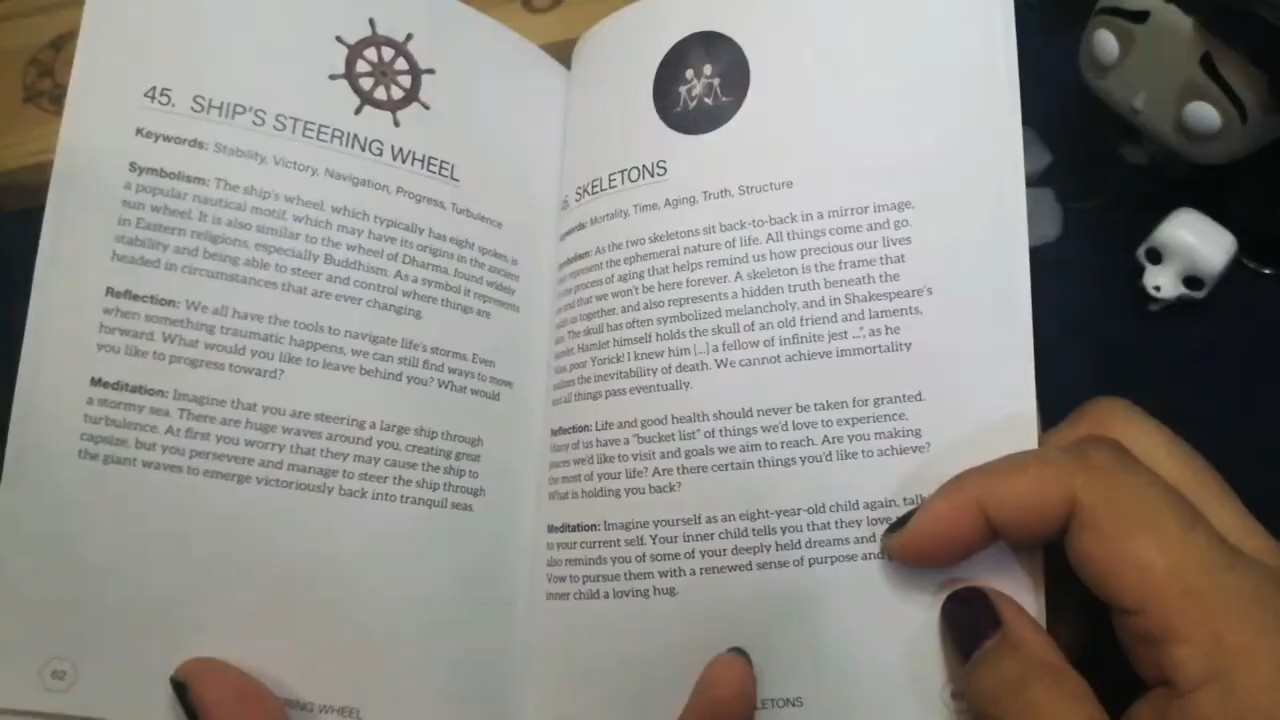 45. SHIP'S STEERING WHEEL
Keywords: Stability, Victory, Navigation, Progress, Turbulence
Symbolism: The ship's wheel, which typically has eight spokes, is
a popular nautical motif, which may have its origins in the ancient
sun wheel. It is also similar to the wheel of Dharma, found widely
in Eastern religions, especially Buddhism. As a symbol it represents
stability and being able to steer and control where things are
headed in circumstances that are ever changing.
Reflection: We all have the tools to navigate life's storms. Even
when something traumatic happens, we can still find ways to move
forward. What would you like to leave behind you? What would
you like to progress toward?
Meditation: Imagine that you are steering a large ship through
a stormy sea. There are huge waves around you, creating great
turbulence. At first you worry that they may cause the ship to
capsize, but you persevere and manage to steer the ship through
the giant waves to emerge victoriously back into tranquil seas.
62
WHEEL
SKELETONS
Mortality, Time, Aging, Truth, Structure
As the two skeletons sit back-to-back in a mirror image,
represent the ephemeral nature of life. All things come and go.
process of aging that helps remind us how precious our lives
and that we won't be here forever. A skeleton is the frame that
us together, and also represents a hidden truth beneath the
The skull has often symbolized melancholy, and in Shakespeare's
Hamlet himself holds the skull of an old friend and laments,
poor Yorick! I knew him [...] a fellow of infinite jest ...", as he
the inevitability of death. We cannot achieve immortality
all things pass eventually.
Reflection: Life and good health should never be taken for granted.
Many of us have a "bucket list" of things we'd love to experience,
places we'd like to visit and goals we aim to reach. Are you making
the most of your life? Are there certain things you'd like to achieve?
What is holding you back?
Meditation: Imagine yourself as an eight-year-old child again, talk
to your current self. Your inner child tells you that they love
also reminds you of some of your deeply held dreams and
Vow to pursue them with a renewed sense of purpose and
inner child a loving hug.
LETONS